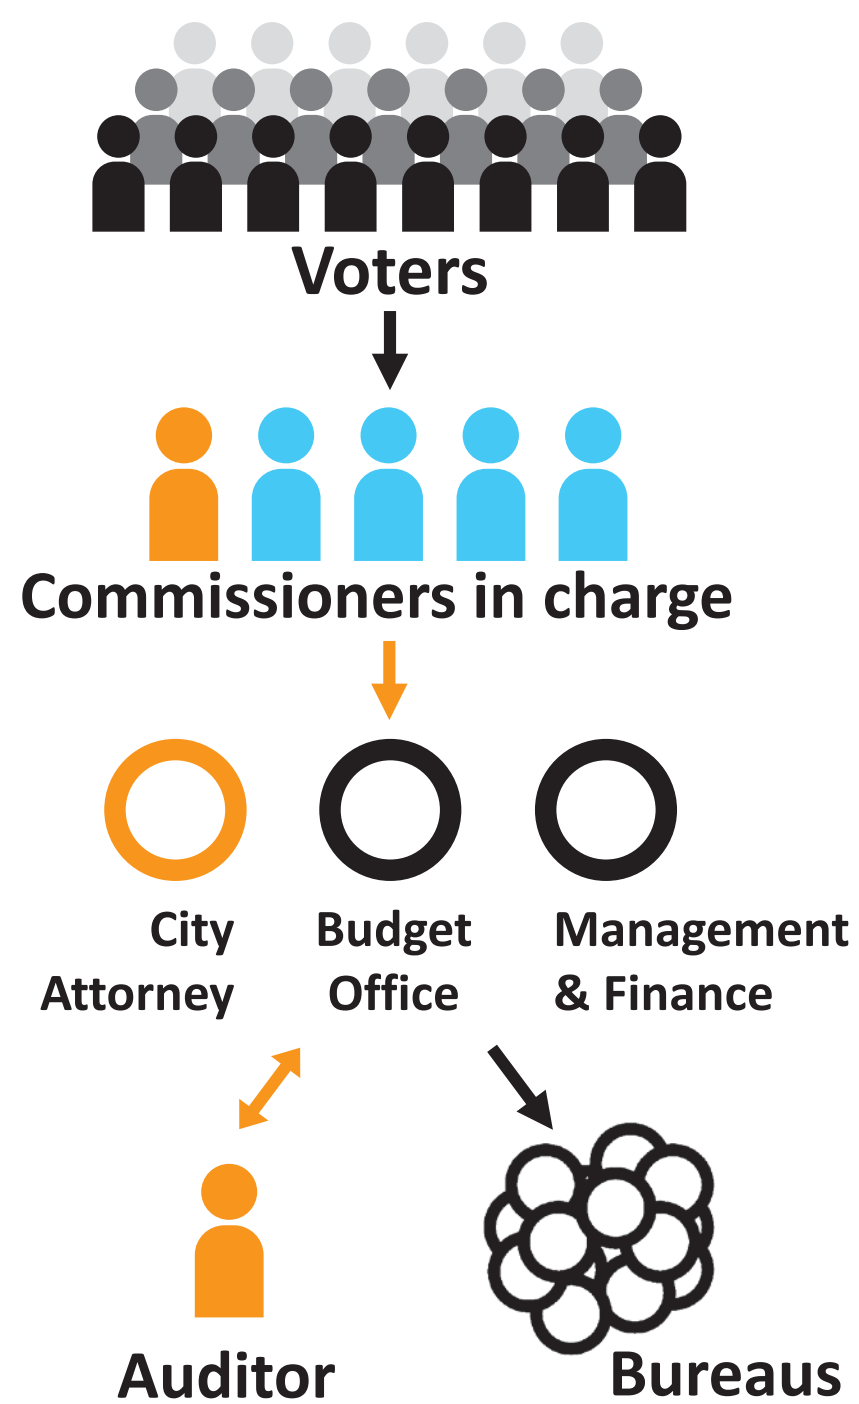 Voters
Commissioners in charge
City
Attorney
Budget
Office
Management
& Finance
Auditor
Bureaus